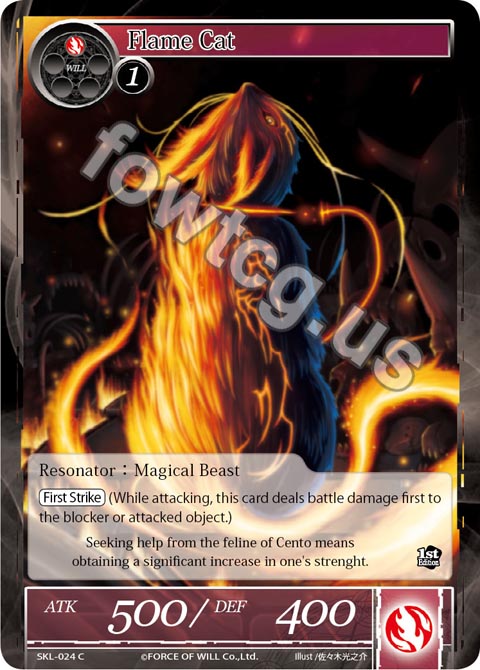 Flame Cat
WILL
1
fowtcg.us
Resonator : Magical Beast
First Strike (While attacking, this card deals battle damage first to
the blocker or attacked object.)
Seeking help from the feline of Cento means
obtaining a significant increase in one's strenght.
1st
Edition
ATK 500/ DEF 400
SKL-024 C ©FORCE OF WILL Co.,Ltd. Illust/佐々木光之介